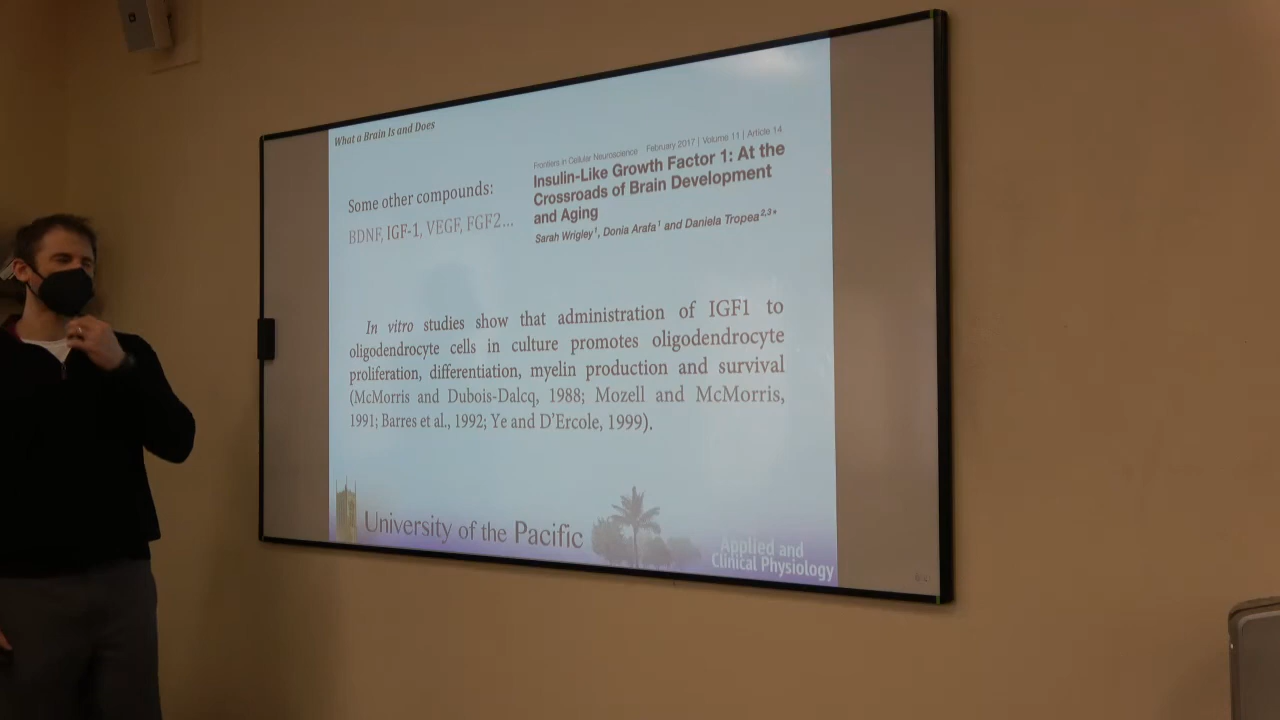 What a Brain Is and Does
Some other compounds:
BDNF, IGF-1, VEGF, FGF2...
Frontiers in Cellular Neuroscience February 2017 | Volume 11 | Article 14
Insulin-Like Growth Factor 1: At the
Crossroads of Brain Development
and Aging
Sarah Wrigley¹, Donia Arafa¹ and Daniela Tropea²,³*
In vitro studies show that administration of IGF1 to
oligodendrocyte cells in culture promotes oligodendrocyte
proliferation, differentiation, myelin production and survival
(McMorris and Dubois-Dalcq, 1988; Mozell and McMorris,
1991; Barres et al., 1992; Ye and D'Ercole, 1999).
University of the Pacific
Applied and
Clinical Physiology